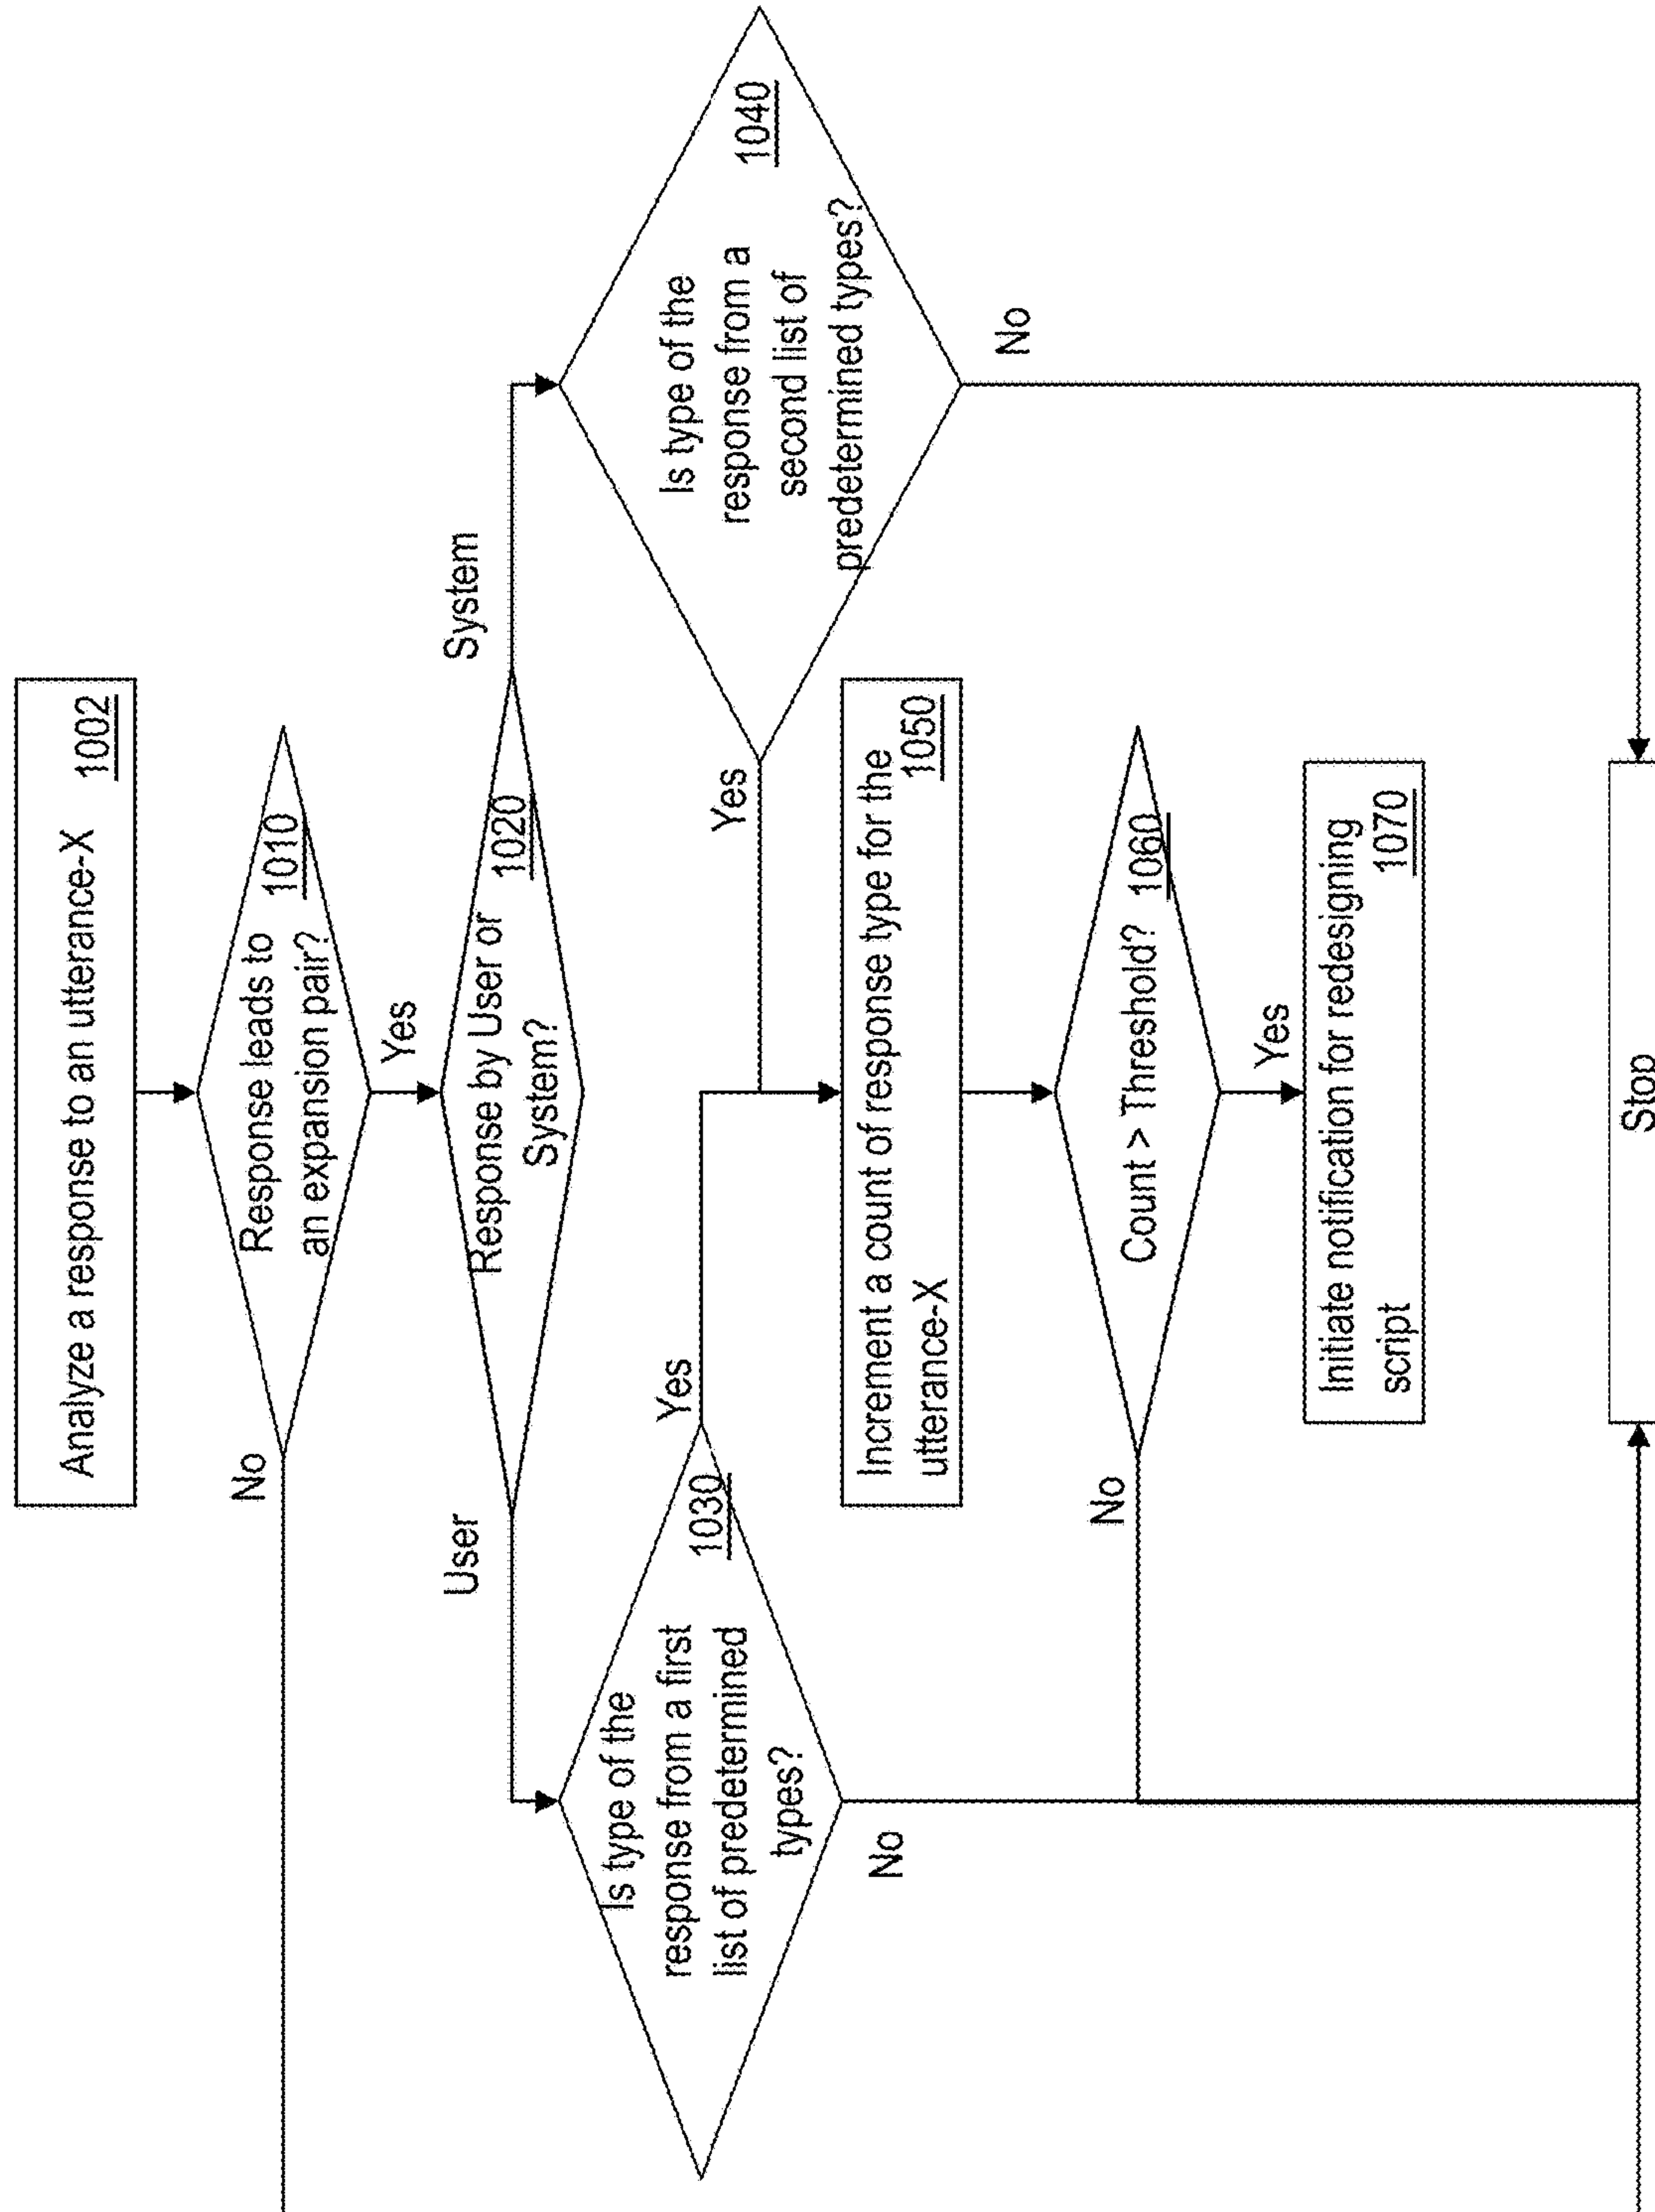 Analyze a response to an utterance-X
1002
Response leads to
an expansion pair?
1010
No
Yes
Response by User or
System?
1020
User
System
Is type of the
response from a first
list of predetermined
types?
1030
Yes
No
Is type of the
response from a
second list of
predetermined types?
1040
Yes
No
Increment a count of response type for the
utterance-X
1050
Count > Threshold?
1060
No
Yes
Initiate notification for redesigning
script
1070
Stop